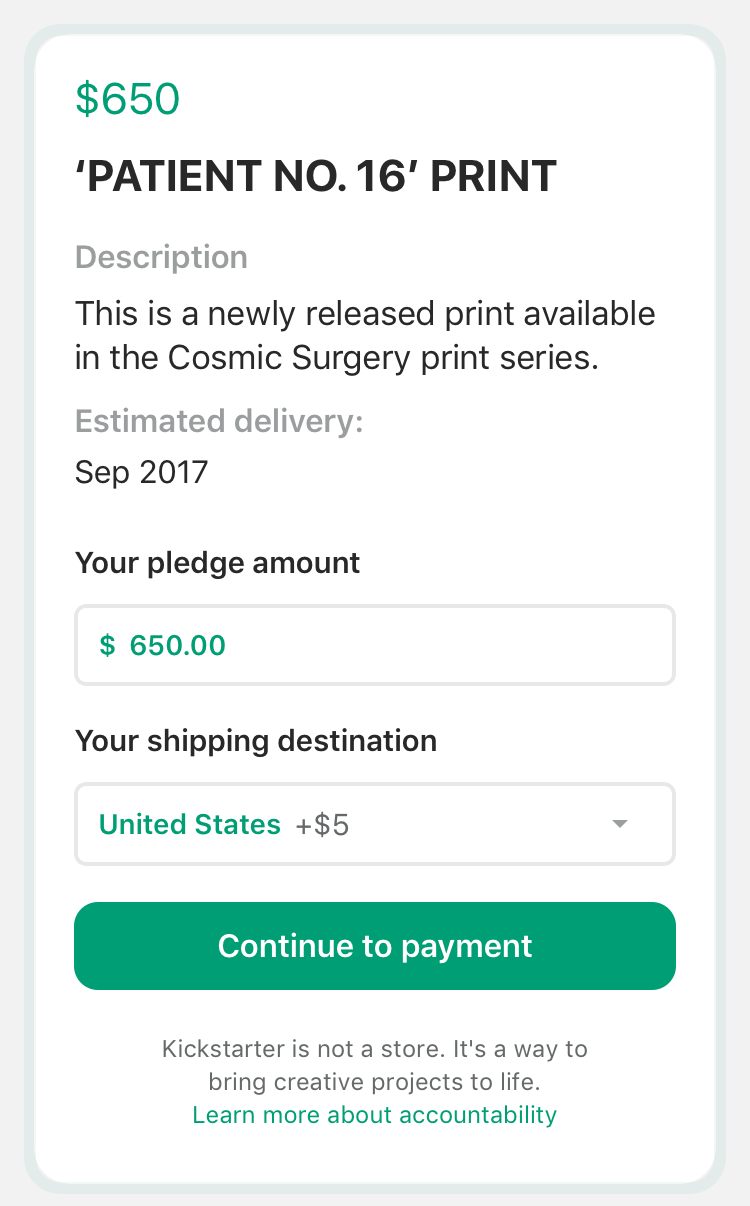 $650
‘PATIENT NO. 16’ PRINT
Description
This is a newly released print available
in the Cosmic Surgery print series.
Estimated delivery:
Sep 2017
Your pledge amount
$ 650.00
Your shipping destination
United States +$5
Continue to payment
Kickstarter is not a store. It's a way to
bring creative projects to life.
Learn more about accountability